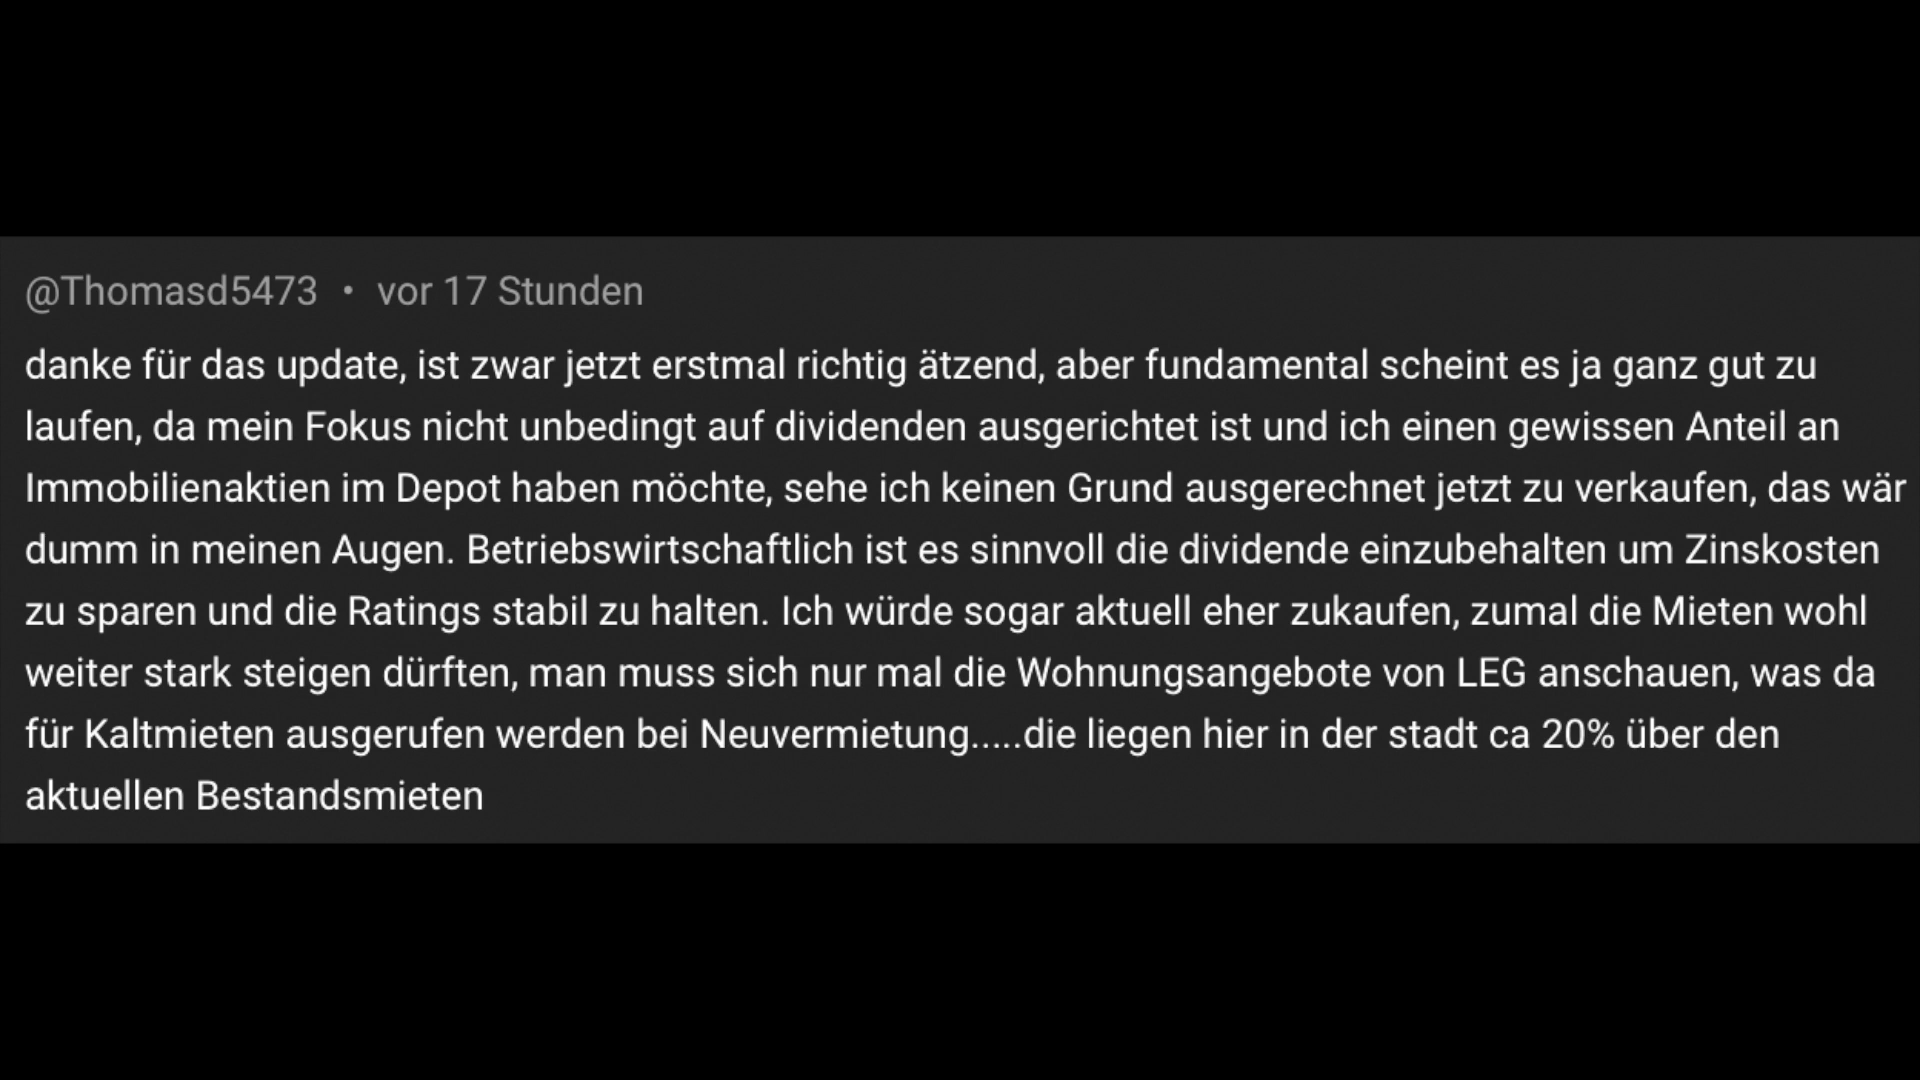 @Thomasd5473 • vor 17 Stunden
danke für das update, ist zwar jetzt erstmal richtig ätzend, aber fundamental scheint es ja ganz gut zu
laufen, da mein Fokus nicht unbedingt auf dividenden ausgerichtet ist und ich einen gewissen Anteil an
Immobilienaktien im Depot haben möchte, sehe ich keinen Grund ausgerechnet jetzt zu verkaufen, das wär
dumm in meinen Augen. Betriebswirtschaftlich ist es sinnvoll die dividende einzubehalten um Zinskosten
zu sparen und die Ratings stabil zu halten. Ich würde sogar aktuell eher zukaufen, zumal die Mieten wohl
weiter stark steigen dürften, man muss sich nur mal die Wohnungsangebote von LEG anschauen, was da
für Kaltmieten ausgerufen werden bei Neuvermietung.....die liegen hier in der stadt ca 20% über den
aktuellen Bestandsmieten